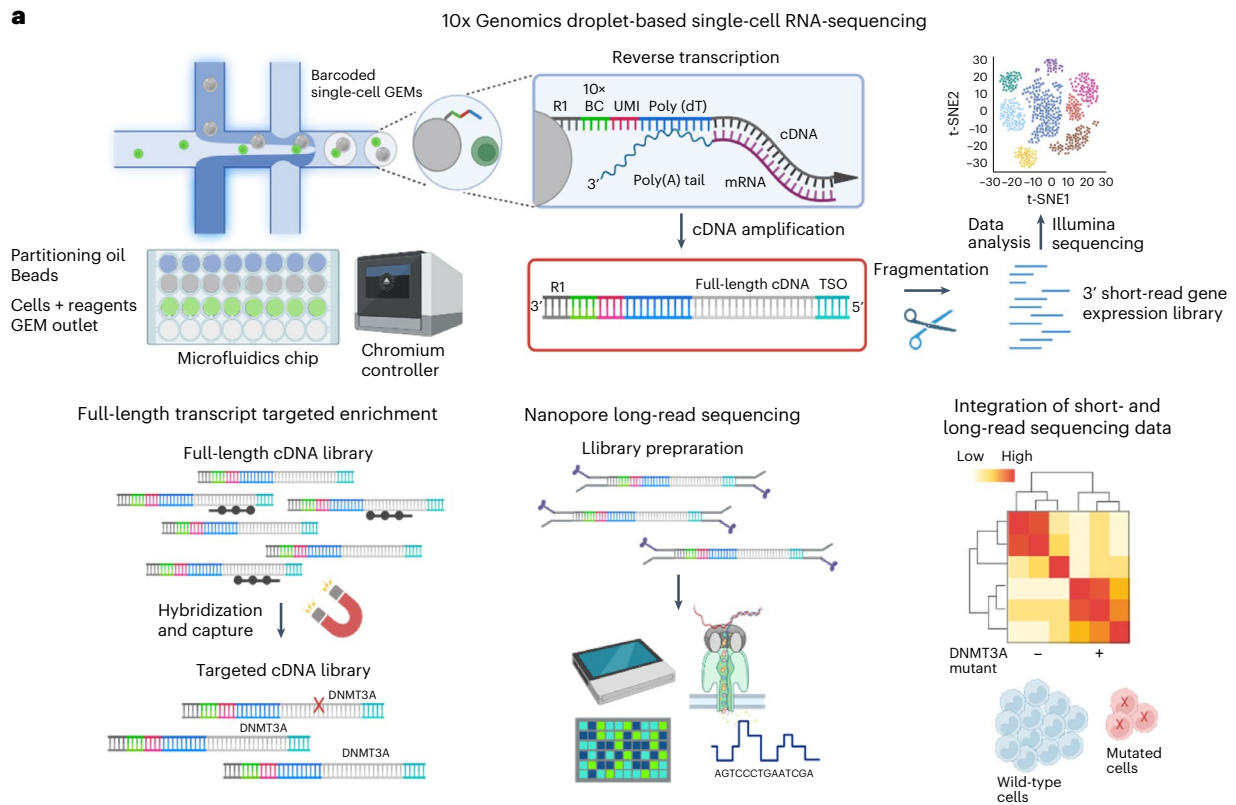 a
10x Genomics droplet-based single-cell RNA-sequencing
Barcoded
single-cell GEMs
Reverse transcription
10×
R1 BC UMI Poly (dT)
cDNA
3′
Poly(A) tail
mRNA
t-SNE2
30
20
10
0
−10
−20
−30
−30 −20 −10 0 10 20 30
t-SNE1
Partitioning oil
Beads
Cells + reagents
GEM outlet
Microfluidics chip
Chromium
controller
cDNA amplification
R1 Full-length cDNA TSO
3′ 5′
Fragmentation
Data
analysis
Illumina
sequencing
3′ short-read gene
expression library
Full-length transcript targeted enrichment
Full-length cDNA library
Hybridization
and capture
Targeted cDNA library
X DNMT3A
DNMT3A
DNMT3A
Nanopore long-read sequencing
Llibrary prepraration
AGTCCCTGAATCGA
Integration of short- and
long-read sequencing data
Low High
DNMT3A
mutant
− +
X
X
X
Wild-type
cells
Mutated
cells